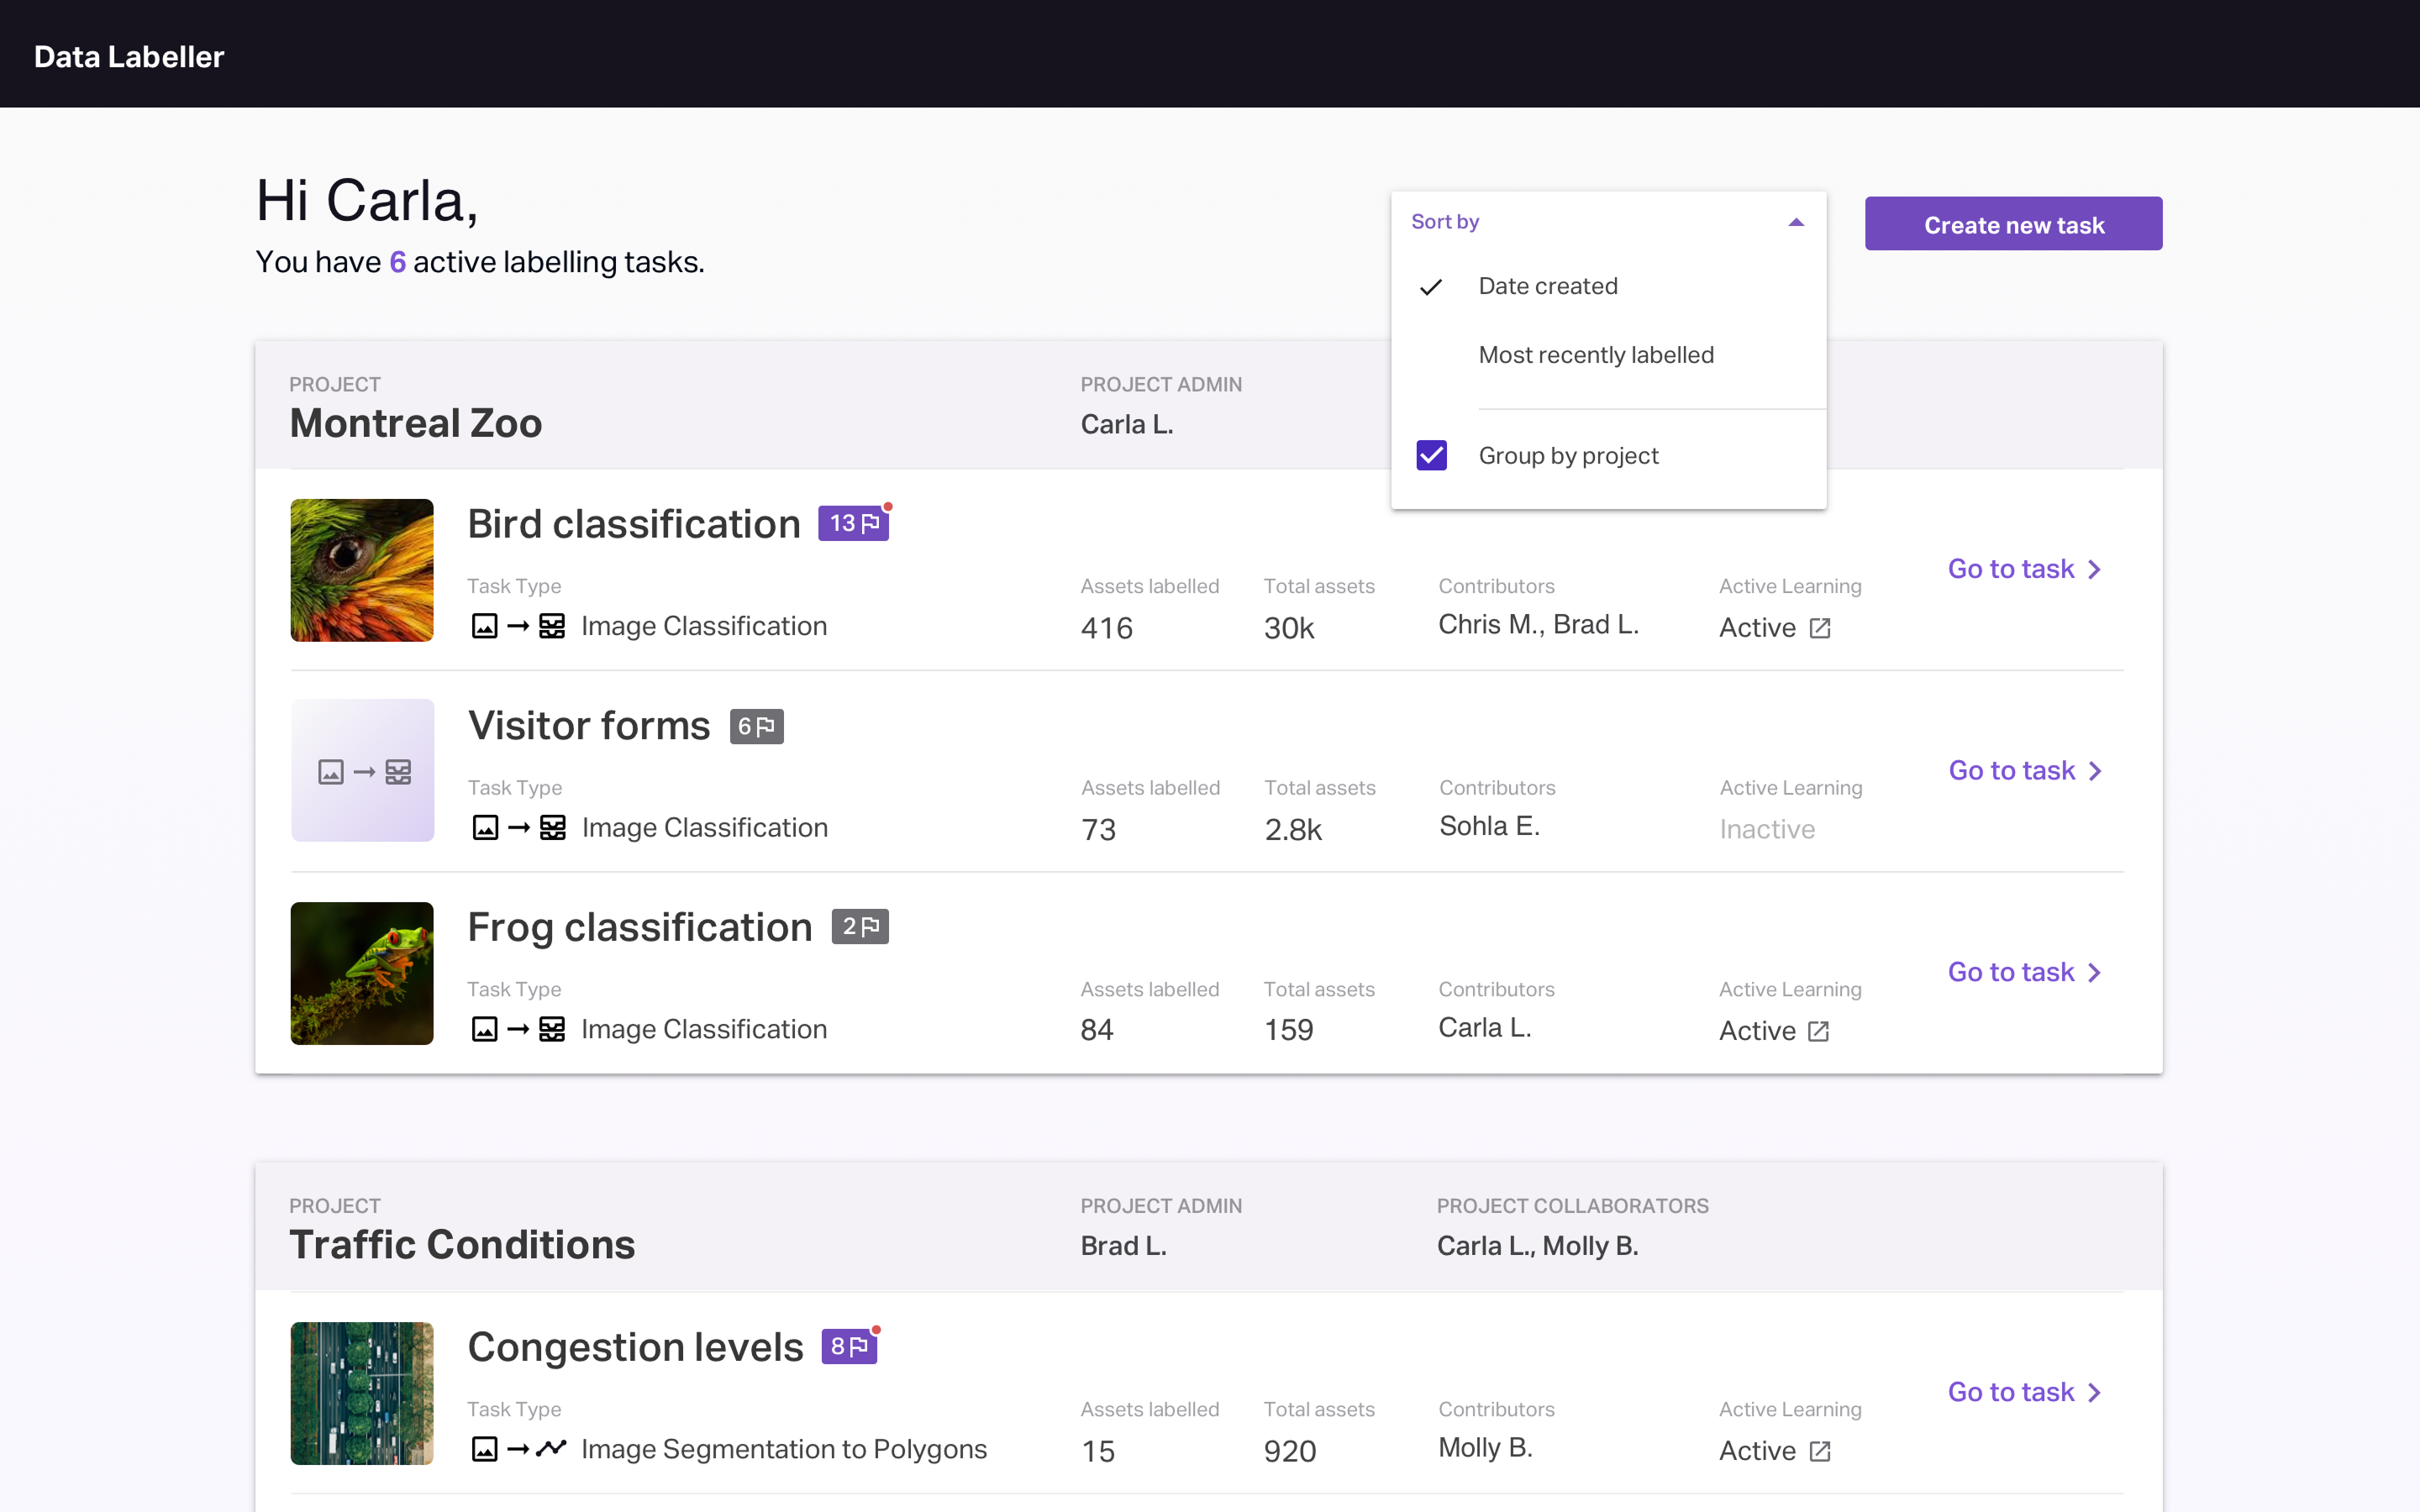 Data Labeller
Hi Carla,
You have 6 active labelling tasks.
Sort by
Date created
Most recently labelled
Group by project
Create new task
PROJECT
Montreal Zoo
PROJECT ADMIN
Carla L.
Bird classification 13
Task Type
Image Classification
Assets labelled
416
Total assets
30k
Contributors
Chris M., Brad L.
Active Learning
Active
Go to task
Visitor forms 6
Task Type
Image Classification
Assets labelled
73
Total assets
2.8k
Contributors
Sohla E.
Active Learning
Inactive
Go to task
Frog classification 2
Task Type
Image Classification
Assets labelled
84
Total assets
159
Contributors
Carla L.
Active Learning
Active
Go to task
PROJECT
Traffic Conditions
PROJECT ADMIN
Brad L.
PROJECT COLLABORATORS
Carla L., Molly B.
Congestion levels 8
Task Type
Image Segmentation to Polygons
Assets labelled
15
Total assets
920
Contributors
Molly B.
Active Learning
Active
Go to task